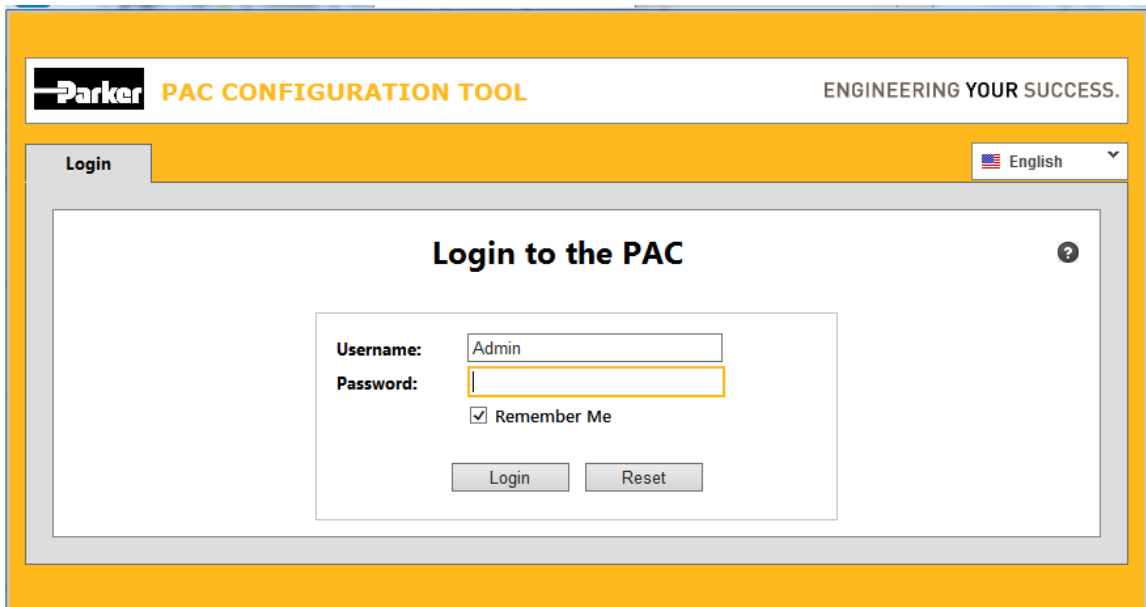 Parker PAC CONFIGURATION TOOL ENGINEERING YOUR SUCCESS.
Login English
Login to the PAC ?
Username: Admin
Password:
Remember Me
Login Reset